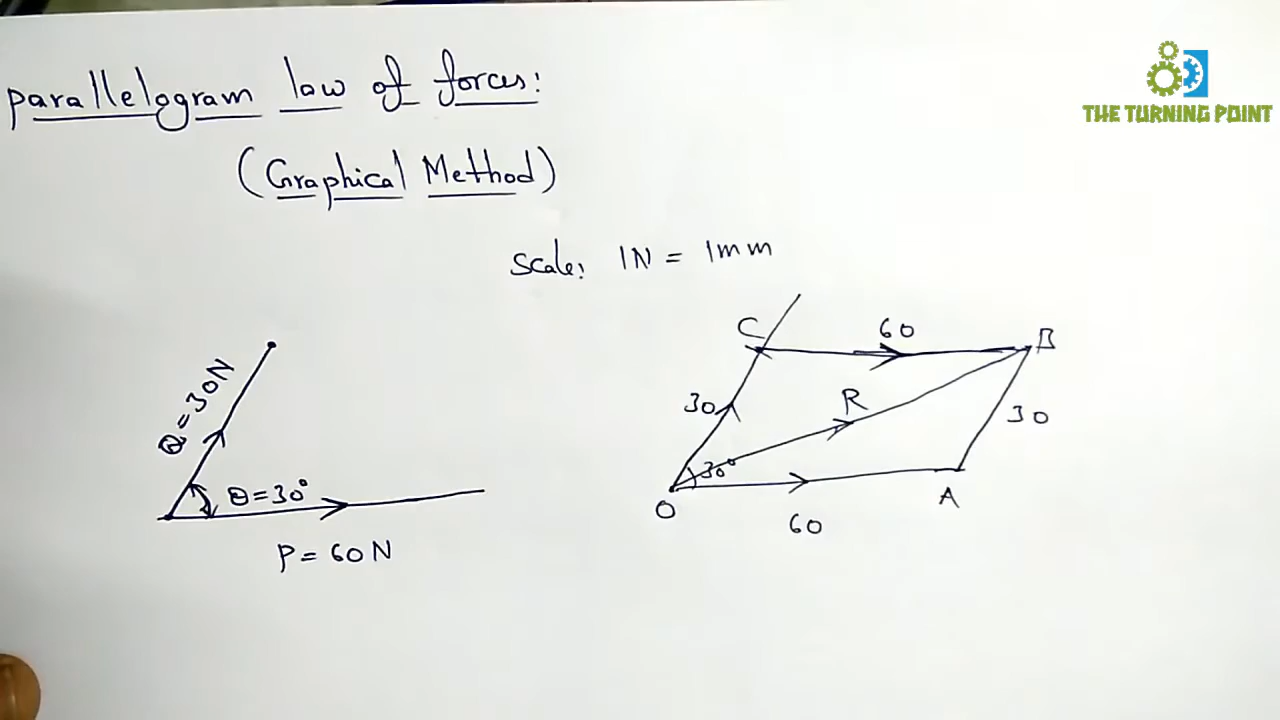 parallelogram law of forces:
(Graphical Method)
THE TURNING POINT
Scale: 1N = 1mm
Q = 30N
θ = 30°
P = 60N
C
60
B
30
R
30
30°
O
A
60